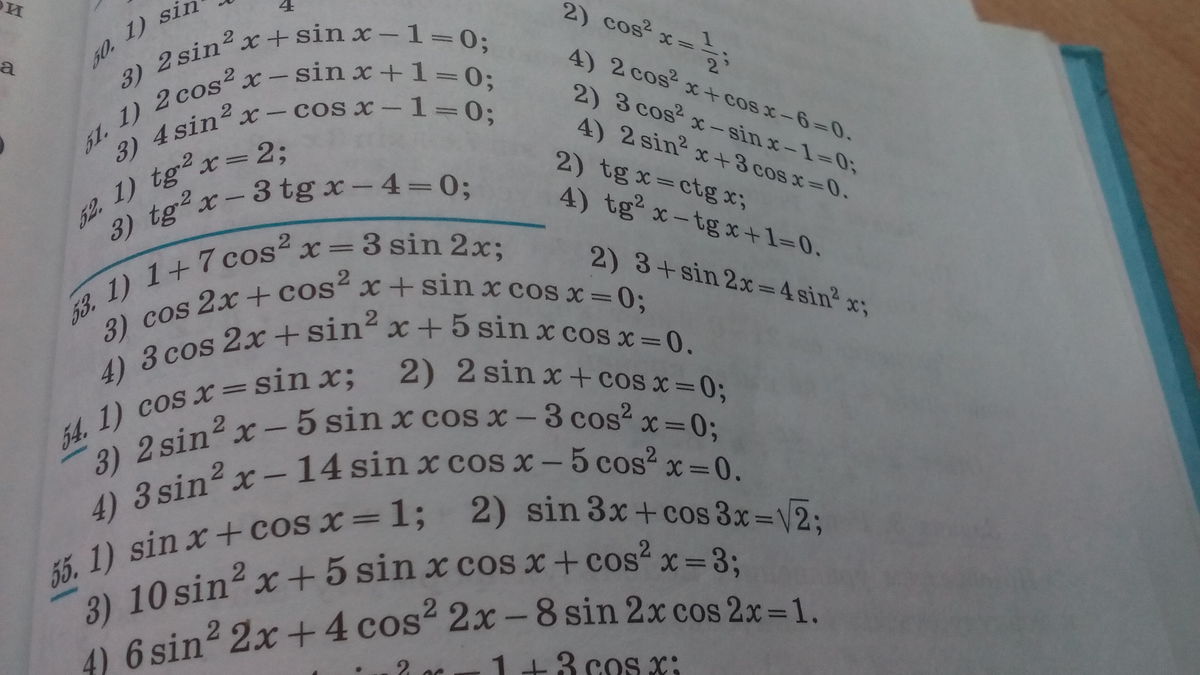 50. 1) sin² x 4 2) cos² x = 1/2;
3) 2 sin² x + sin x − 1 = 0; 4) 2 cos² x + cos x − 6 = 0.
51. 1) 2 cos² x − sin x + 1 = 0; 2) 3 cos² x − sin x − 1 = 0;
3) 4 sin² x − cos x − 1 = 0; 4) 2 sin² x + 3 cos x = 0.
52. 1) tg² x = 2; 2) tg x = ctg x;
3) tg² x − 3 tg x − 4 = 0; 4) tg² x − tg x + 1 = 0.
53. 1) 1 + 7 cos² x = 3 sin 2x; 2) 3 + sin 2x = 4 sin² x;
3) cos 2x + cos² x + sin x cos x = 0;
4) 3 cos 2x + sin² x + 5 sin x cos x = 0.
54. 1) cos x = sin x; 2) 2 sin x + cos x = 0;
3) 2 sin² x − 5 sin x cos x − 3 cos² x = 0;
4) 3 sin² x − 14 sin x cos x − 5 cos² x = 0.
55. 1) sin x + cos x = 1; 2) sin 3x + cos 3x = √2;
3) 10 sin² x + 5 sin x cos x + cos² x = 3;
4) 6 sin² 2x + 4 cos² 2x − 8 sin 2x cos 2x = 1.
− 1 + 3 cos x;